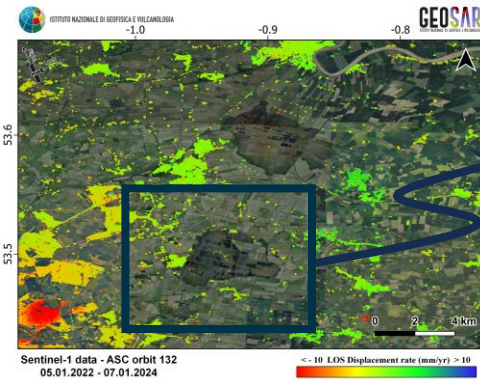 ISTITUTO NAZIONALE DI GEOFISICA E VULCANOLOGIA
GEOSAR
-1.0 -0.9 -0.8
53.6
53.5
0 2 4 km
Sentinel-1 data - ASC orbit 132
05.01.2022 - 07.01.2024
< - 10 LOS Displacement rate (mm/yr) > 10